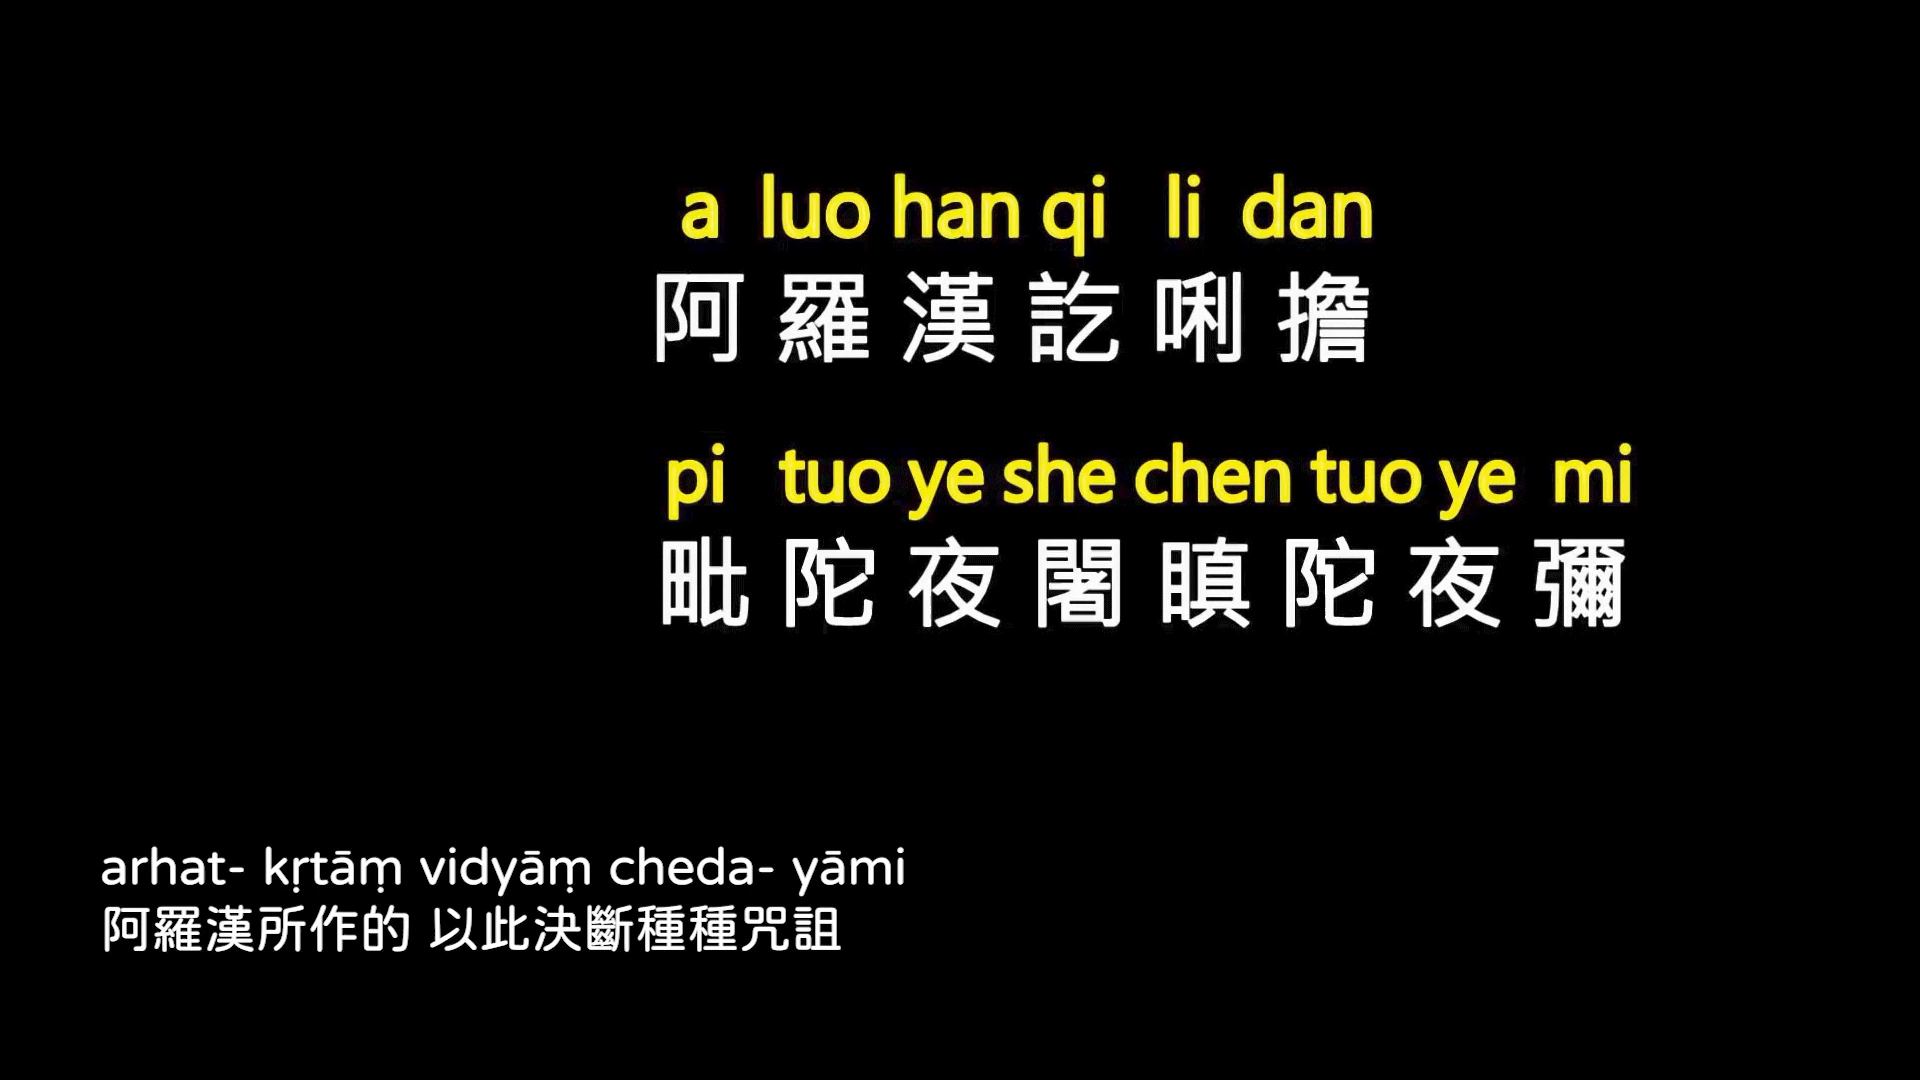 a luo han qi li dan
阿羅漢訖唎擔
pi tuo ye she chen tuo ye mi
毗陀夜闍瞋陀夜彌
arhat- kṛtāṃ vidyāṃ cheda- yāmi
阿羅漢所作的 以此決斷種種咒詛